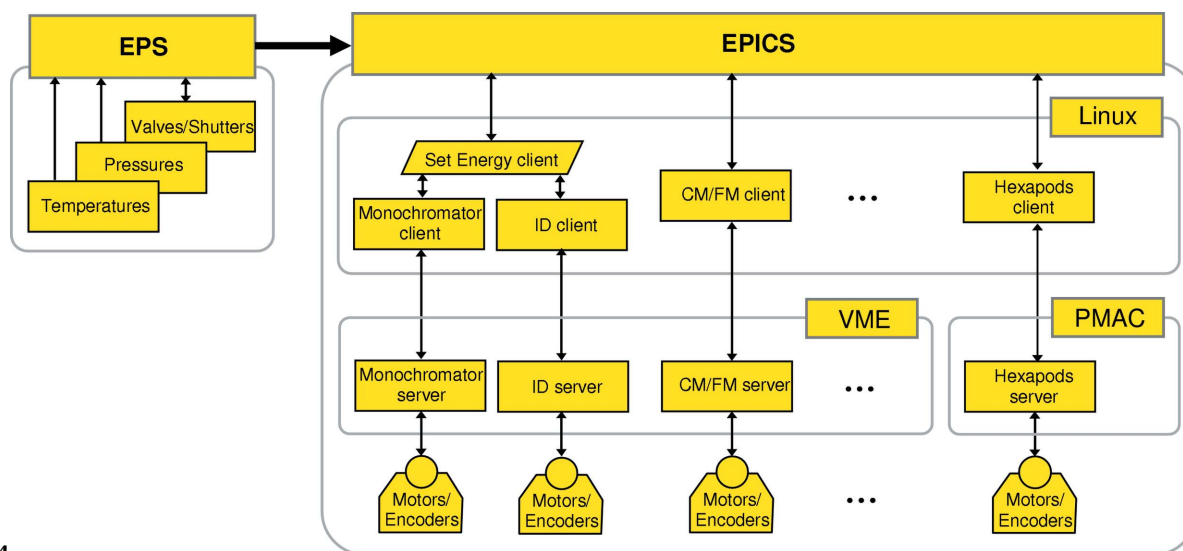 EPS
EPICS
Valves/Shutters
Pressures
Temperatures
Linux
Set Energy client
Monochromator
client
ID client
CM/FM client
...
Hexapods
client
VME
PMAC
Monochromator
server
ID server
CM/FM server
...
Hexapods
server
Motors/
Encoders
Motors/
Encoders
Motors/
Encoders
...
Motors/
Encoders